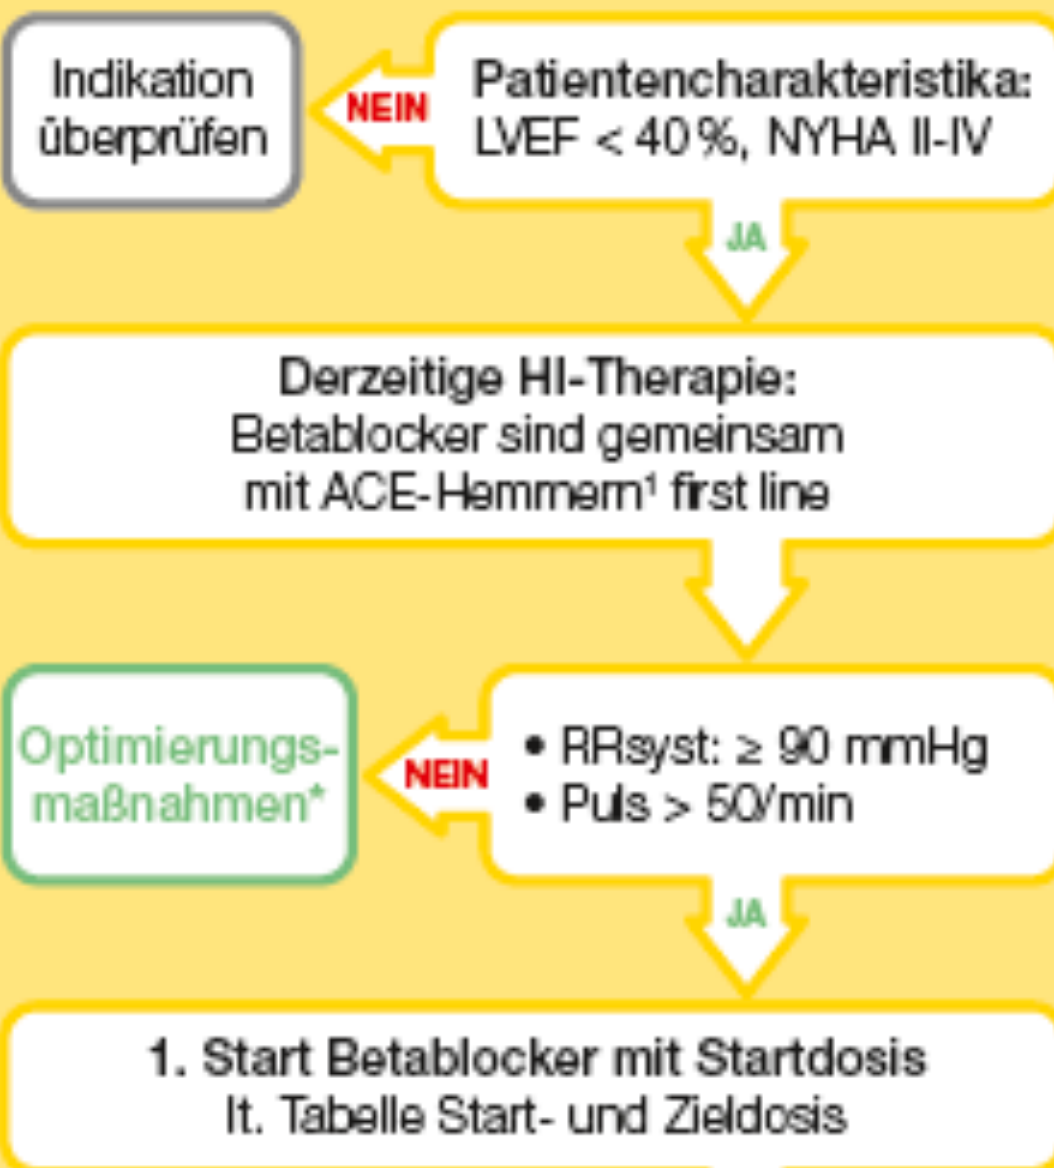 Indikation
überprüfen
NEIN
Patientencharakteristika:
LVEF < 40 %, NYHA II-IV
JA
Derzeitige HI-Therapie:
Betablocker sind gemeinsam
mit ACE-Hemmern¹ first line
Optimierungs-
maßnahmen*
NEIN
• RRsyst: ≥ 90 mmHg
• Puls > 50/min
JA
1. Start Betablocker mit Startdosis
lt. Tabelle Start- und Zieldosis